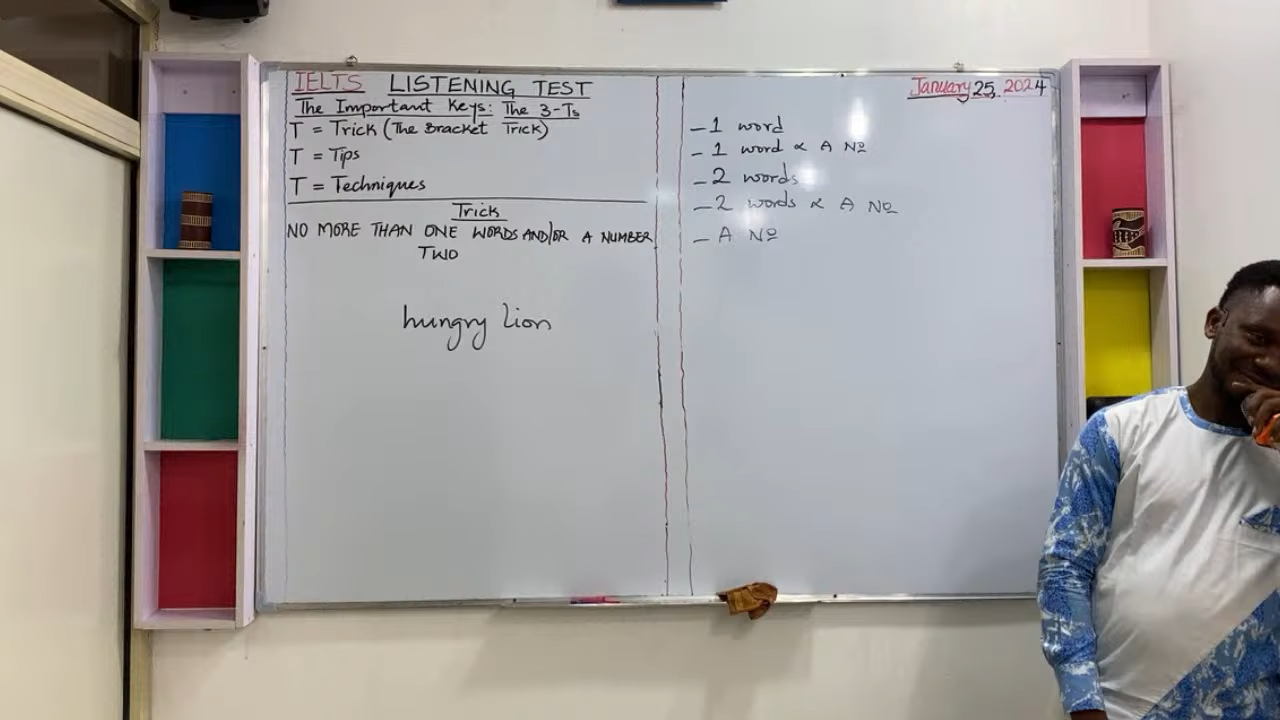 IELTS LISTENING TEST
The Important Keys: The 3-Ts
T = Trick (The Bracket Trick)
T = Tips
T = Techniques
Trick
NO MORE THAN ONE WORDS AND/OR A NUMBER
TWO
hungry lion
January 25, 2024
- 1 word
- 1 word & A №
- 2 words
- 2 words & A №
- A №